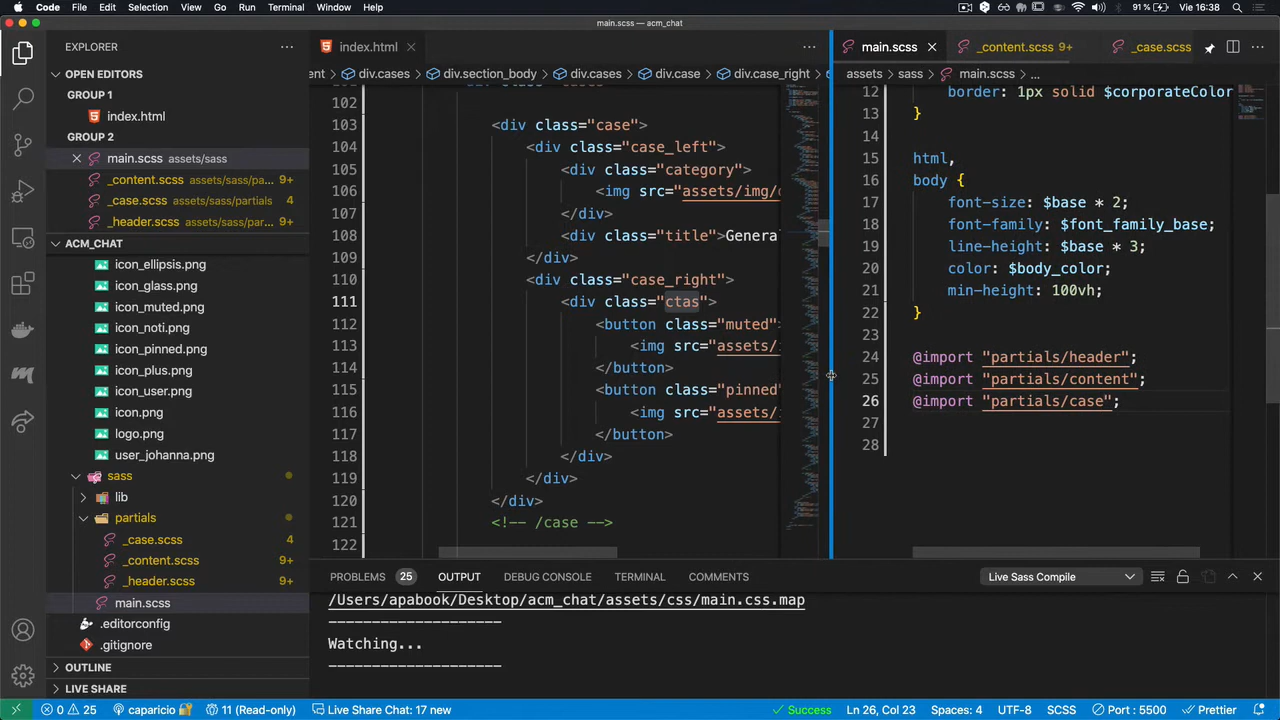 Code File Edit Selection View Go Run Terminal Window Help 91 % Vie 16:38
main.scss — acm_chat
EXPLORER
OPEN EDITORS
GROUP 1
index.html
GROUP 2
main.scss assets/sass
_content.scss assets/sass/pa... 9+
_case.scss assets/sass/partials 4
_header.scss assets/sass/par... 9+
ACM_CHAT
icon_ellipsis.png
icon_glass.png
icon_muted.png
icon_noti.png
icon_pinned.png
icon_plus.png
icon_user.png
icon.png
logo.png
user_johanna.png
sass
lib
partials
_case.scss 4
_content.scss 9+
_header.scss 9+
main.scss
.editorconfig
.gitignore
OUTLINE
LIVE SHARE
index.html
ent > div.cases > div.section_body > div.cases > div.case > div.case_right >
102
103 <div class="case">
104 <div class="case_left">
105 <div class="category">
106 <img src="assets/img/
107 </div>
108 <div class="title">Genera
109 </div>
110 <div class="case_right">
111 <div class="ctas">
112 <button class="muted">
113 <img src="assets/i
114 </button>
115 <button class="pinned"
116 <img src="assets/i
117 </button>
118 </div>
119 </div>
120 </div>
121 <!-- /case -->
122
main.scss _content.scss 9+ _case.scss
assets > sass > main.scss > ...
12 border: 1px solid $corporateColor
13 }
14
15 html,
16 body {
17 font-size: $base * 2;
18 font-family: $font_family_base;
19 line-height: $base * 3;
20 color: $body_color;
21 min-height: 100vh;
22 }
23
24 @import "partials/header";
25 @import "partials/content";
26 @import "partials/case";
27
28
PROBLEMS 25 OUTPUT DEBUG CONSOLE TERMINAL COMMENTS Live Sass Compile
/Users/apabook/Desktop/acm_chat/assets/css/main.css.map
--------------------
Watching...
--------------------
0 25 caparicio 11 (Read-only) Live Share Chat: 17 new Success Ln 26, Col 23 Spaces: 4 UTF-8 LF SCSS Port : 5500 Prettier